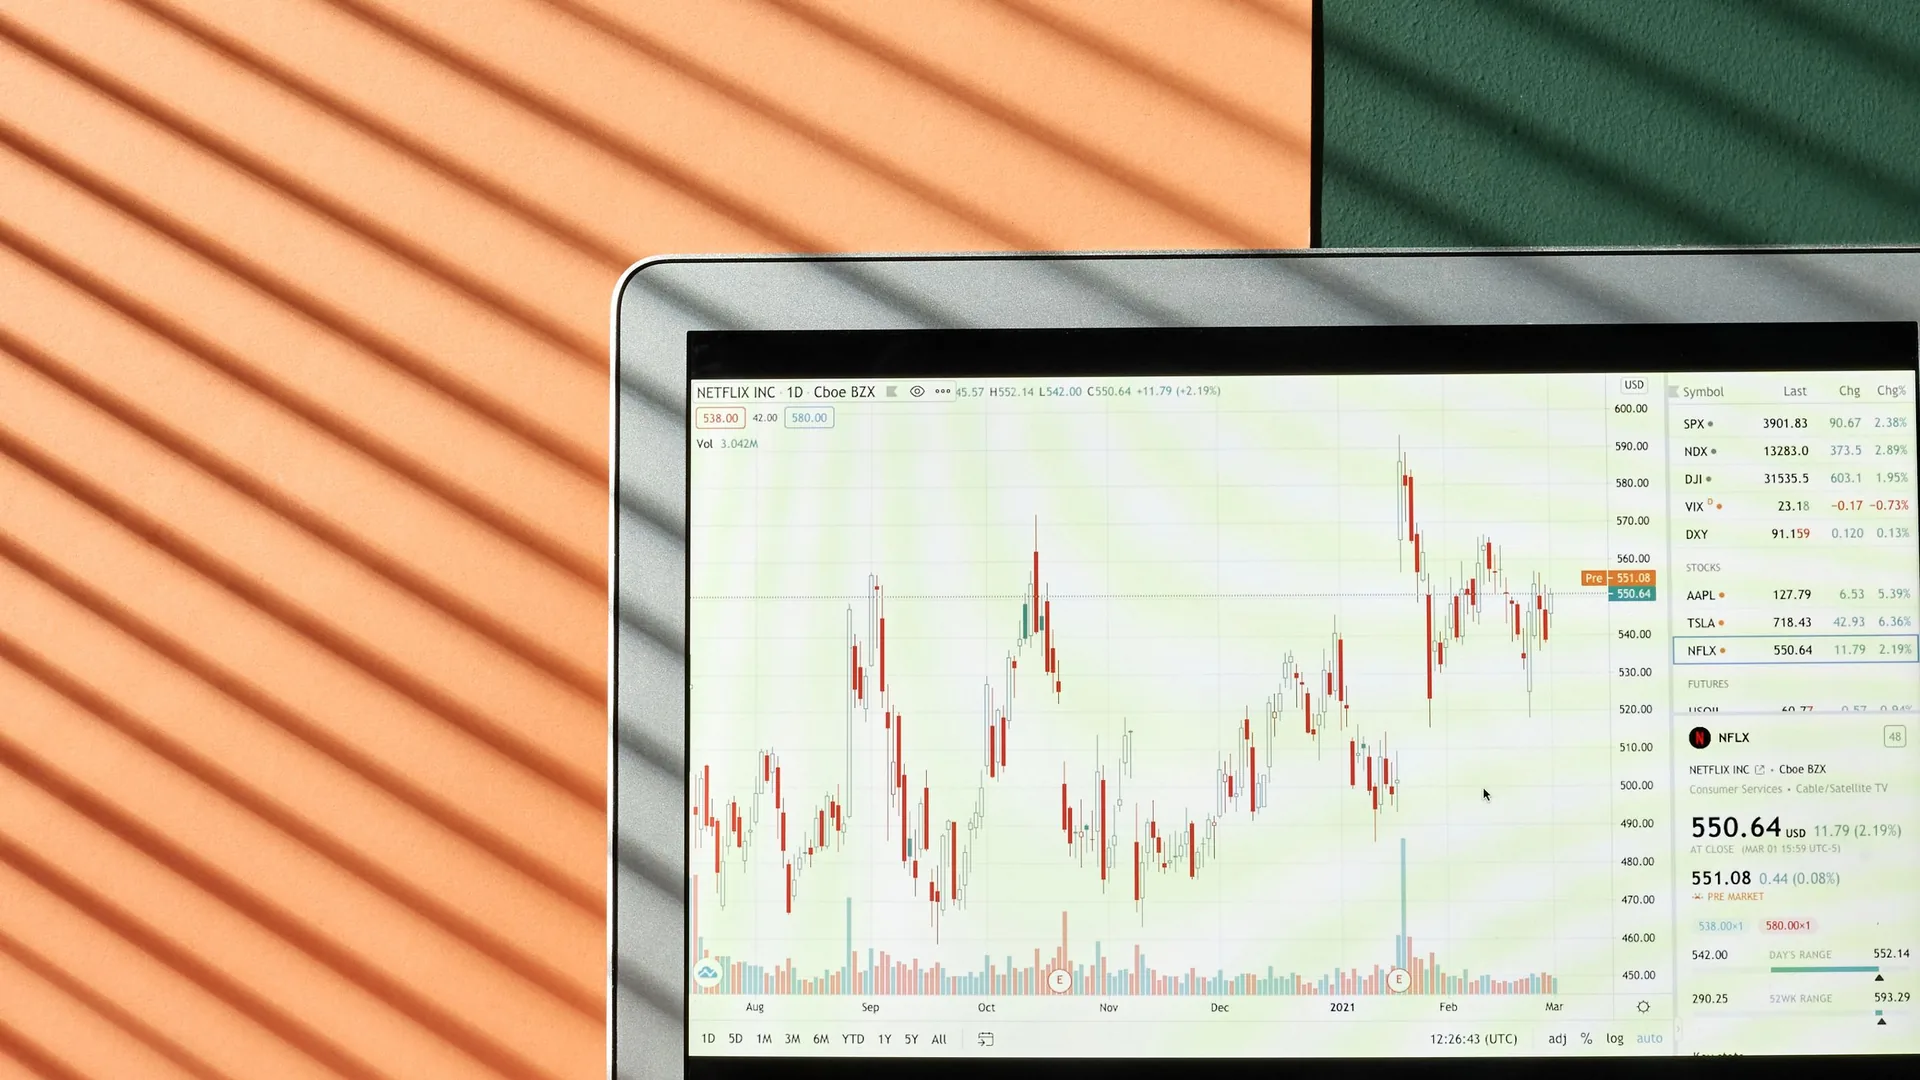 NETFLIX INC · 1D · Cboe BZX 45.57 H552.14 L542.00 C550.64 +11.79 (+2.19%)
538.00 42.00 580.00
Vol 3.042M
USD
600.00
590.00
580.00
570.00
560.00
Pre 551.08
550.64
540.00
530.00
520.00
510.00
500.00
490.00
480.00
470.00
460.00
450.00
E E
Aug Sep Oct Nov Dec 2021 Feb Mar
1D 5D 1M 3M 6M YTD 1Y 5Y All 12:26:43 (UTC) adj % log auto
Symbol Last Chg Chg%
SPX 3901.83 90.67 2.38%
NDX 13283.0 373.5 2.89%
DJI 31535.5 603.1 1.95%
VIX D 23.18 −0.17 −0.73%
DXY 91.159 0.120 0.13%
STOCKS
AAPL 127.79 6.53 5.39%
TSLA 718.43 42.93 6.36%
NFLX 550.64 11.79 2.19%
FUTURES
USOIL 60.77 0.57 0.94%
N NFLX 48
NETFLIX INC • Cboe BZX
Consumer Services • Cable/Satellite TV
550.64 USD 11.79 (2.19%)
AT CLOSE (MAR 01 15:59 UTC-5)
551.08 0.44 (0.08%)
PRE MARKET
538.00×1 580.00×1
542.00 DAY'S RANGE 552.14
290.25 52WK RANGE 593.29